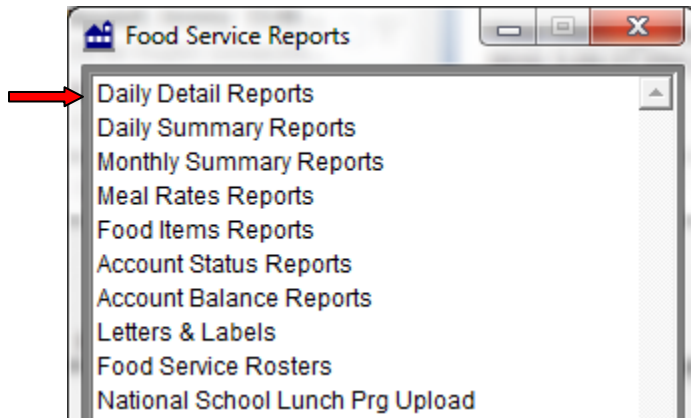 Food Service Reports
Daily Detail Reports
Daily Summary Reports
Monthly Summary Reports
Meal Rates Reports
Food Items Reports
Account Status Reports
Account Balance Reports
Letters & Labels
Food Service Rosters
National School Lunch Prg Upload